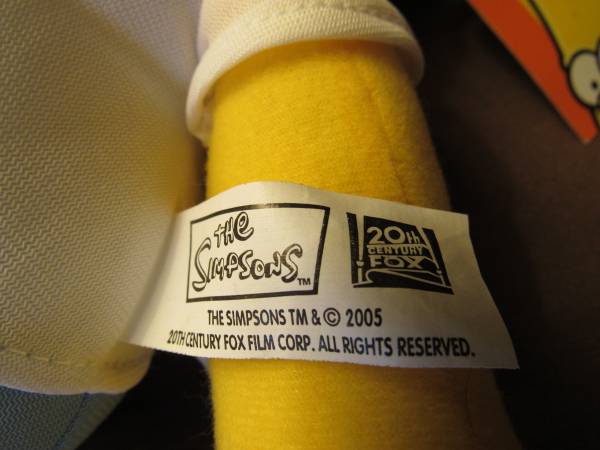 THE
SIMPSONS TM
20th
CENTURY
FOX
THE SIMPSONS TM & © 2005
20TH CENTURY FOX FILM CORP. ALL RIGHTS RESERVED.